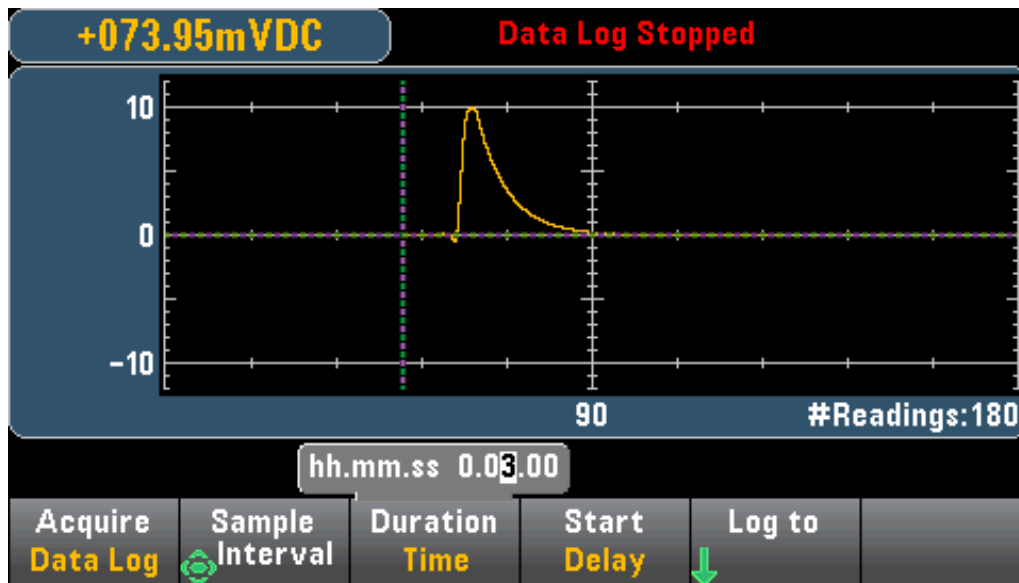 +073.95mVDC Data Log Stopped
10
0
-10
90 #Readings:180
hh.mm.ss 0.03.00
Acquire Sample Duration Start Log to
Data Log Interval Time Delay